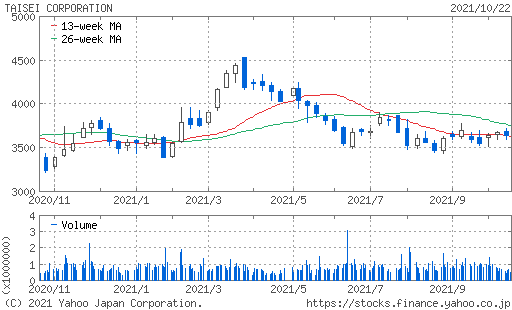 TAISEI CORPORATION 2021/10/22
5000
13-week MA
26-week MA
4500
4000
3500
3000
2020/11 2021/1 2021/3 2021/5 2021/7 2021/9
4
Volume
3
2
1
0
(x1000000)
2020/11 2021/1 2021/3 2021/5 2021/7 2021/9
(C) 2021 Yahoo Japan Corporation. https://stocks.finance.yahoo.co.jp